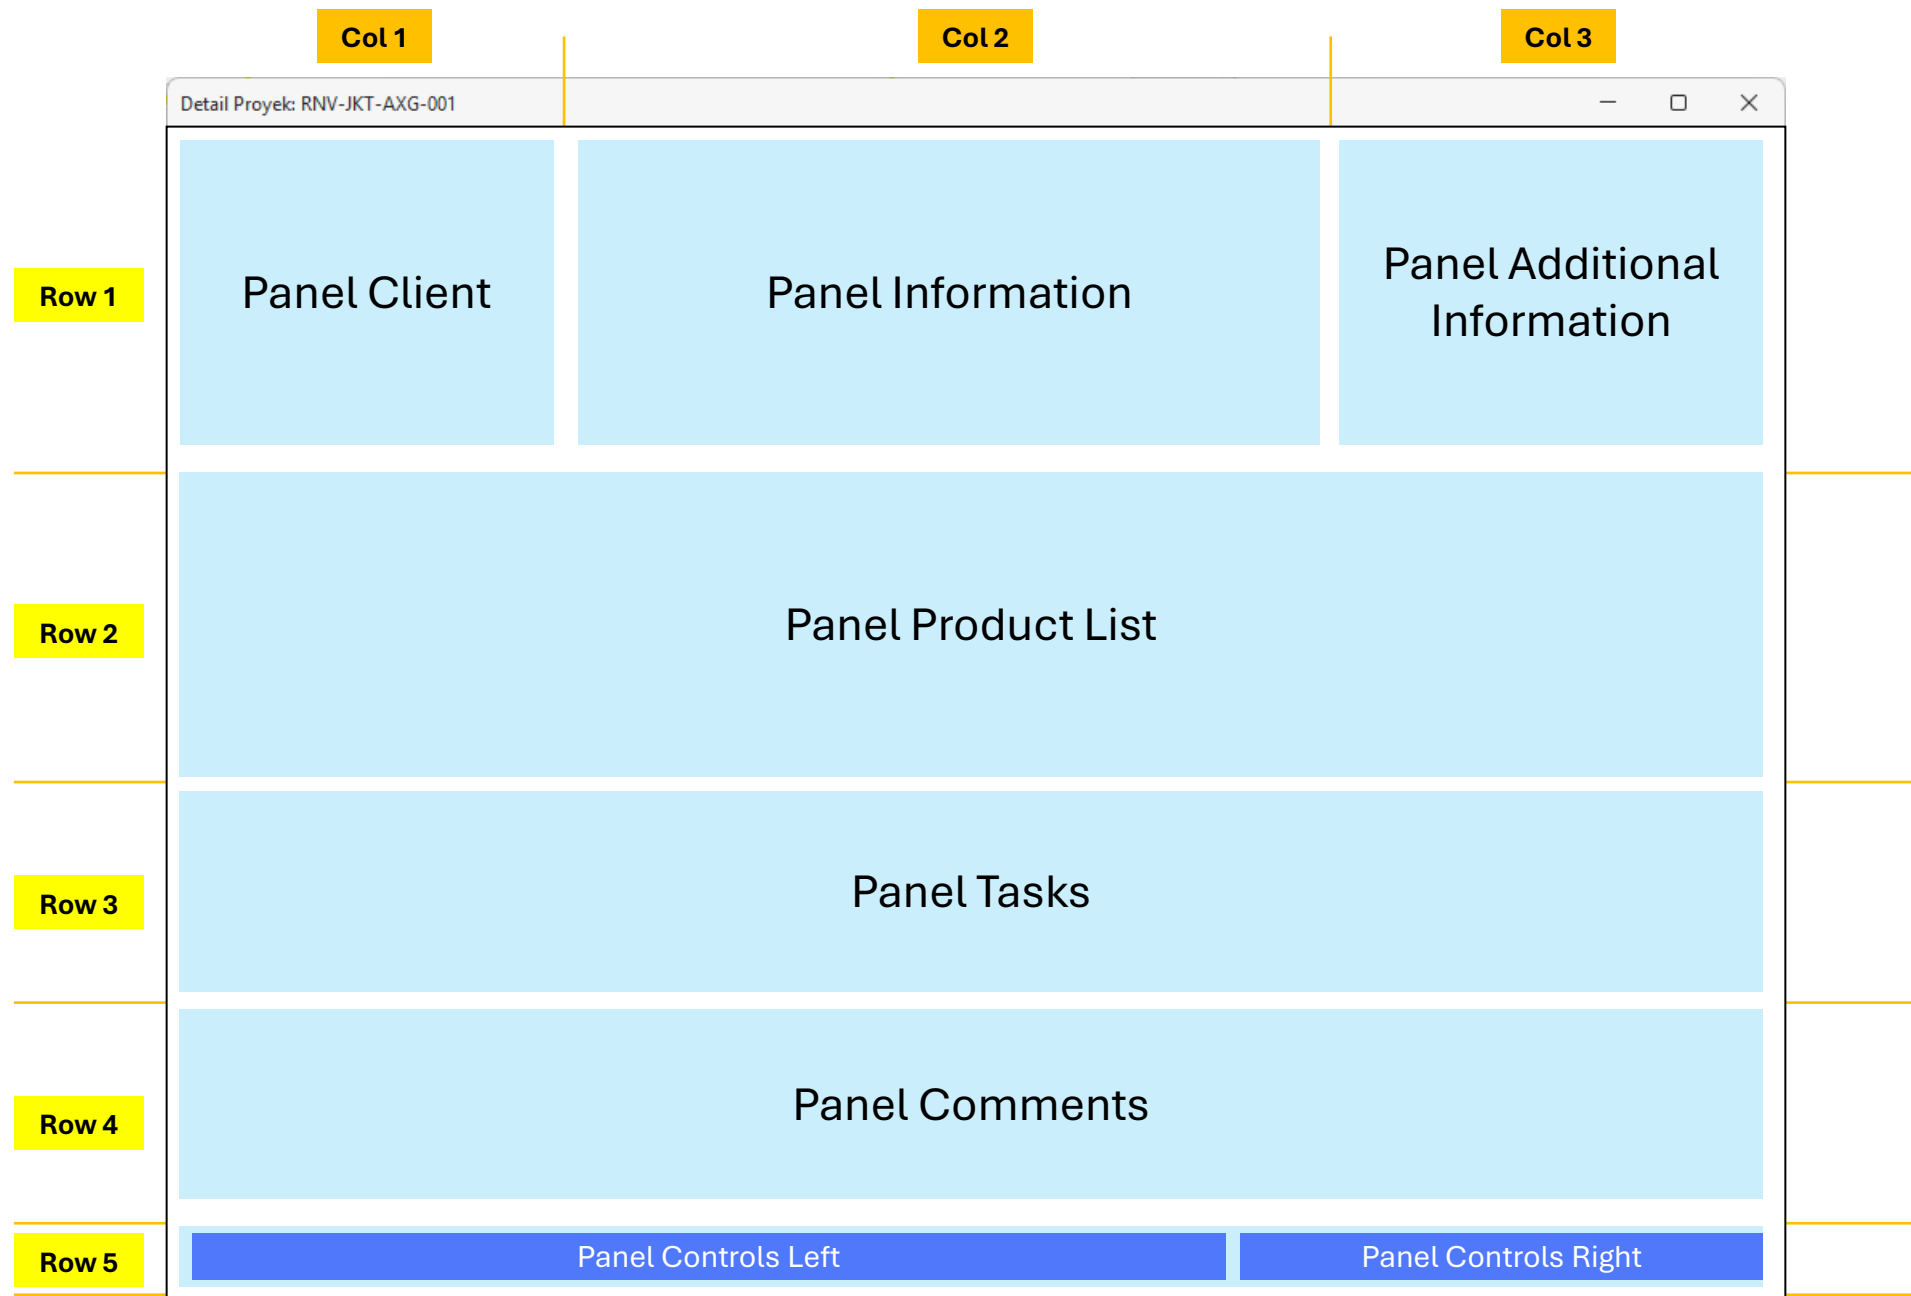 Col 1
Col 2
Col 3
Detail Proyek: RNV-JKT-AXG-001
Row 1
Panel Client
Panel Information
Panel Additional
Information
Row 2
Panel Product List
Row 3
Panel Tasks
Row 4
Panel Comments
Row 5
Panel Controls Left
Panel Controls Right